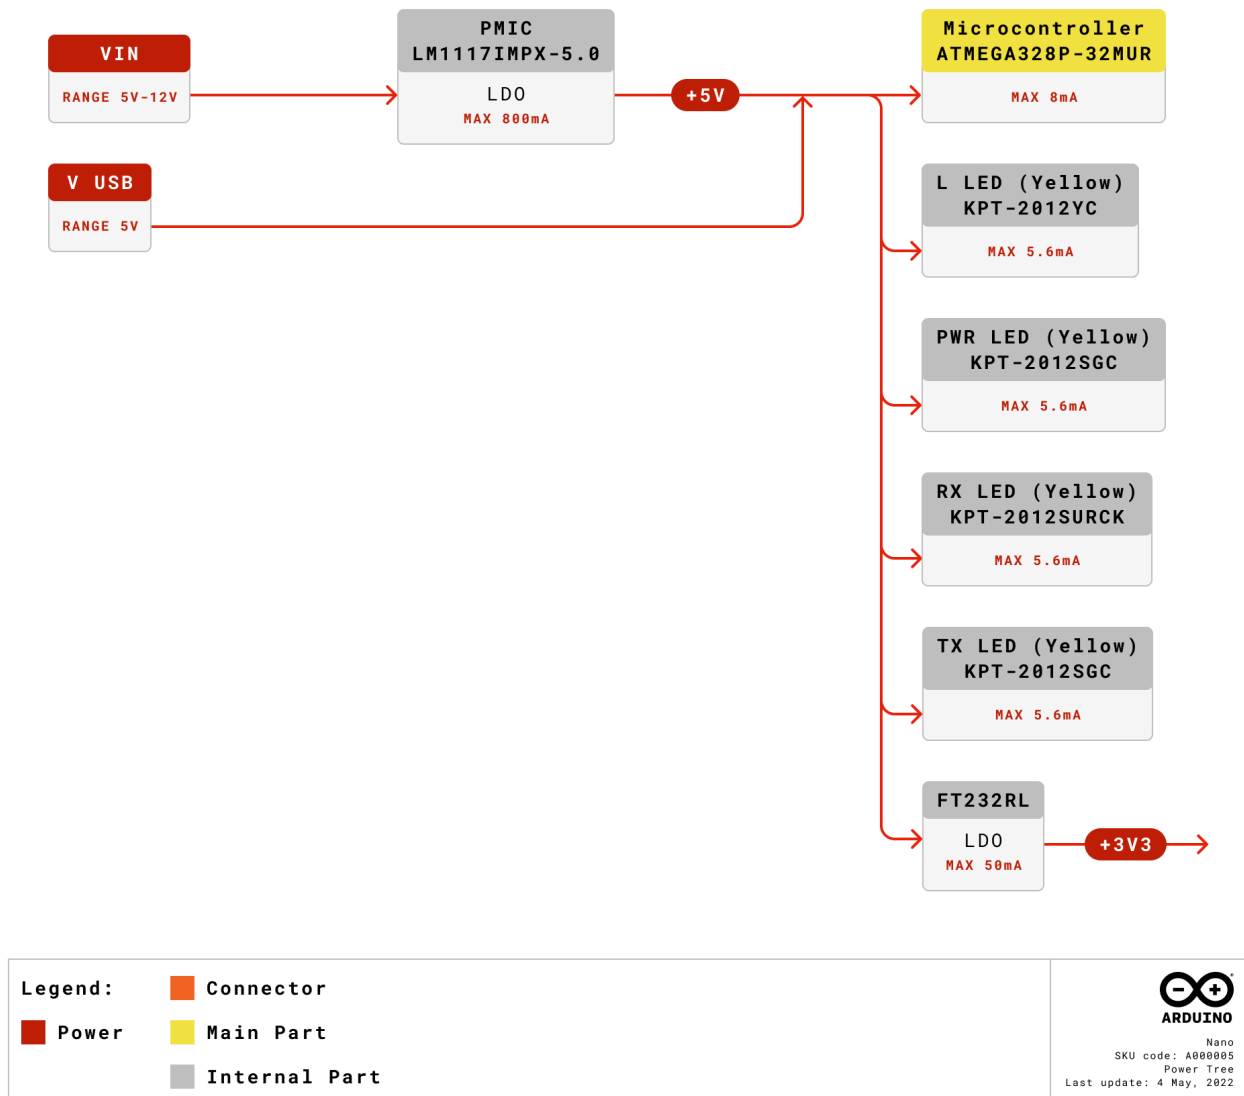 VIN
RANGE 5V-12V
PMIC
LM1117IMPX-5.0
LDO
MAX 800mA
+5V
Microcontroller
ATMEGA328P-32MUR
MAX 8mA
V USB
RANGE 5V
L LED (Yellow)
KPT-2012YC
MAX 5.6mA
PWR LED (Yellow)
KPT-2012SGC
MAX 5.6mA
RX LED (Yellow)
KPT-2012SURCK
MAX 5.6mA
TX LED (Yellow)
KPT-2012SGC
MAX 5.6mA
FT232RL
LDO
MAX 50mA
+3V3
Legend:
Power
Connector
Main Part
Internal Part
ARDUINO
Nano
SKU code: A000005
Power Tree
Last update: 4 May, 2022